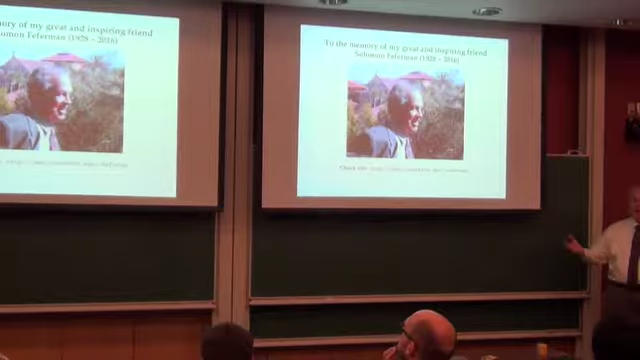 ory of my great and inspiring friend
omon Feferman (1928 – 2016)
To the memory of my great and inspiring friend
Solomon Feferman (1928 – 2016)